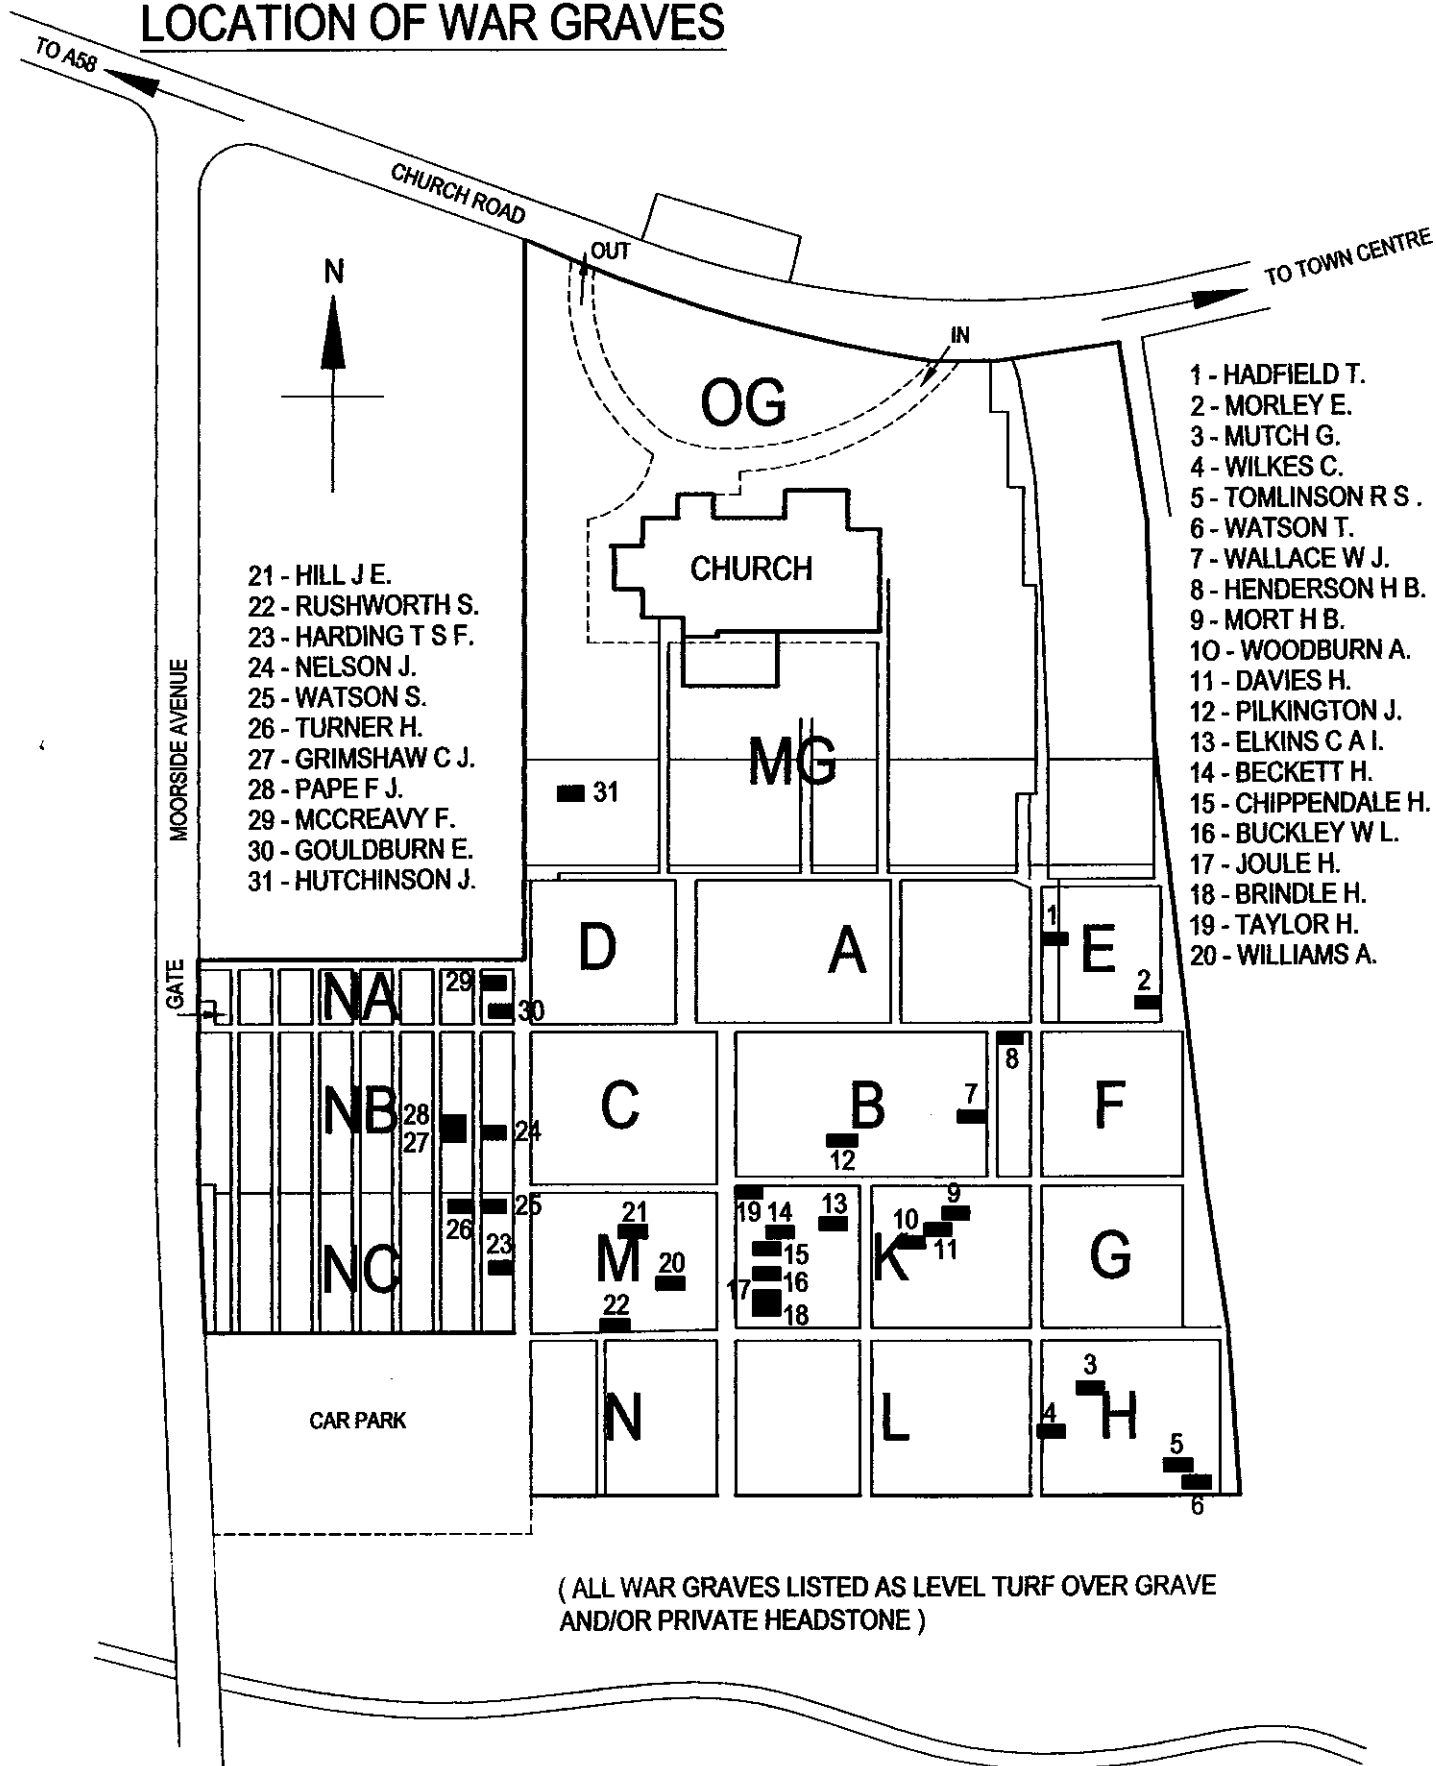 LOCATION OF WAR GRAVES
TO A58
CHURCH ROAD
OUT
TO TOWN CENTRE
IN
N
OG
CHURCH
1 - HADFIELD T.
2 - MORLEY E.
3 - MUTCH G.
4 - WILKES C.
5 - TOMLINSON R S .
6 - WATSON T.
7 - WALLACE W J.
8 - HENDERSON H B.
9 - MORT H B.
10 - WOODBURN A.
11 - DAVIES H.
12 - PILKINGTON J.
13 - ELKINS C A I.
14 - BECKETT H.
15 - CHIPPENDALE H.
16 - BUCKLEY W L.
17 - JOULE H.
18 - BRINDLE H.
19 - TAYLOR H.
20 - WILLIAMS A.
21 - HILL J E.
22 - RUSHWORTH S.
23 - HARDING T S F.
24 - NELSON J.
25 - WATSON S.
26 - TURNER H.
27 - GRIMSHAW C J.
28 - PAPE F J.
29 - MCCREAVY F.
30 - GOULDBURN E.
31 - HUTCHINSON J.
MOORSIDE AVENUE
GATE
MG
31
D
A
1
E
2
NA
29
30
8
NB
28
27
24
C
B
7
12
F
26
25
23
NC
21
M
20
22
19
14
13
15
16
17
18
9
10
11
K
G
CAR PARK
N
L
3
4
H
5
6
( ALL WAR GRAVES LISTED AS LEVEL TURF OVER GRAVE
AND/OR PRIVATE HEADSTONE )